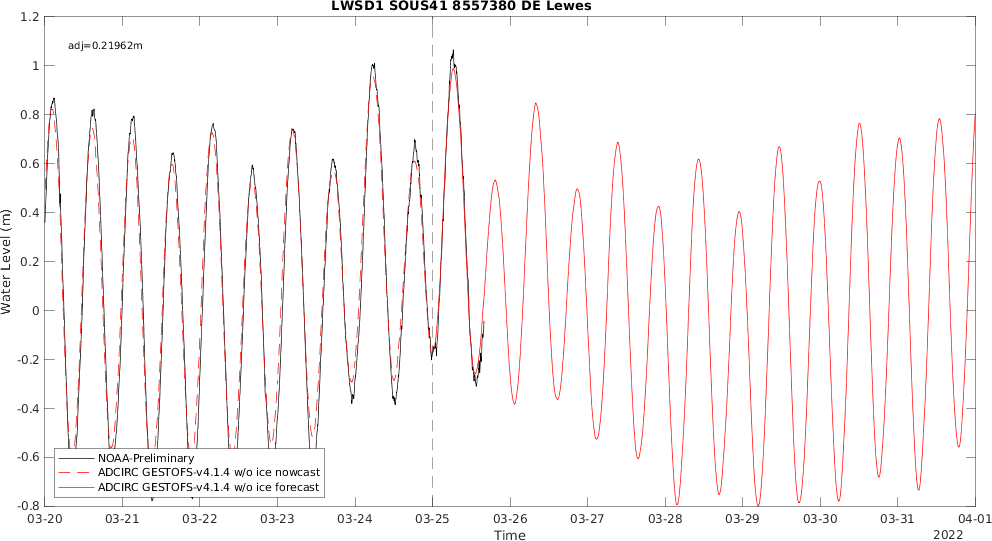 LWSD1 SOUS41 8557380 DE Lewes
adj=0.21962m
Water Level (m)
1.2
1
0.8
0.6
0.4
0.2
0
-0.2
-0.4
-0.6
-0.8
NOAA-Preliminary
ADCIRC GESTOFS-v4.1.4 w/o ice nowcast
ADCIRC GESTOFS-v4.1.4 w/o ice forecast
03-20 03-21 03-22 03-23 03-24 03-25 03-26 03-27 03-28 03-29 03-30 03-31 04-01
Time
2022